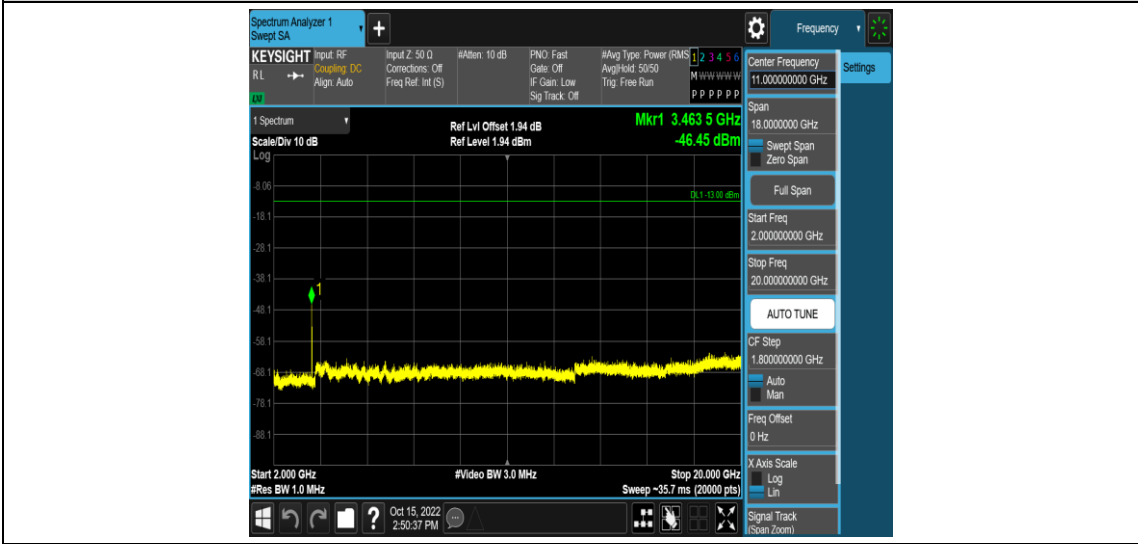 Spectrum Analyzer 1
Swept SA
+
Frequency
KEYSIGHT
RL
LXI
Input: RF
Coupling: DC
Align: Auto
Input Z: 50 Ω
Corrections: Off
Freq Ref: Int (S)
#Atten: 10 dB
PNO: Fast
Gate: Off
IF Gain: Low
Sig Track: Off
#Avg Type: Power (RMS
Avg|Hold: 50/50
Trig: Free Run
1 2 3 4 5 6
M W W W W W
P P P P P P
1 Spectrum
Scale/Div 10 dB
Log
Ref Lvl Offset 1.94 dB
Ref Level 1.94 dBm
Mkr1 3.463 5 GHz
-46.45 dBm
DL1 -13.00 dBm
-8.06
-18.1
-28.1
-38.1
-48.1
-58.1
-68.1
-78.1
-88.1
1
Start 2.000 GHz
#Res BW 1.0 MHz
#Video BW 3.0 MHz
Stop 20.000 GHz
Sweep ~35.7 ms (20000 pts)
?
Oct 15, 2022
2:50:37 PM
Center Frequency
11.000000000 GHz
Settings
Span
18.0000000 GHz
Swept Span
Zero Span
Full Span
Start Freq
2.000000000 GHz
Stop Freq
20.000000000 GHz
AUTO TUNE
CF Step
1.800000000 GHz
Auto
Man
Freq Offset
0 Hz
X Axis Scale
Log
Lin
Signal Track
(Span Zoom)